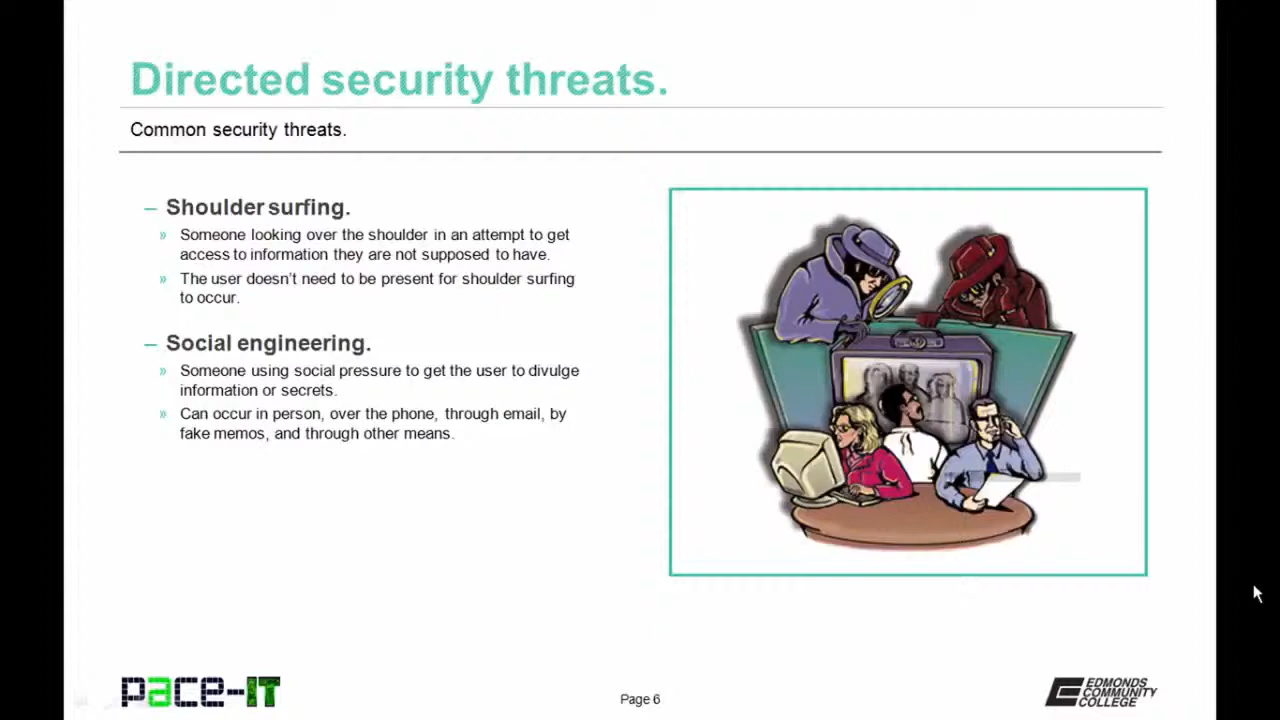 Directed security threats.
Common security threats.
– Shoulder surfing.
» Someone looking over the shoulder in an attempt to get
access to information they are not supposed to have.
» The user doesn't need to be present for shoulder surfing
to occur.
– Social engineering.
» Someone using social pressure to get the user to divulge
information or secrets.
» Can occur in person, over the phone, through email, by
fake memos, and through other means.
pace-IT
Page 6
EDMONDS
COMMUNITY
COLLEGE